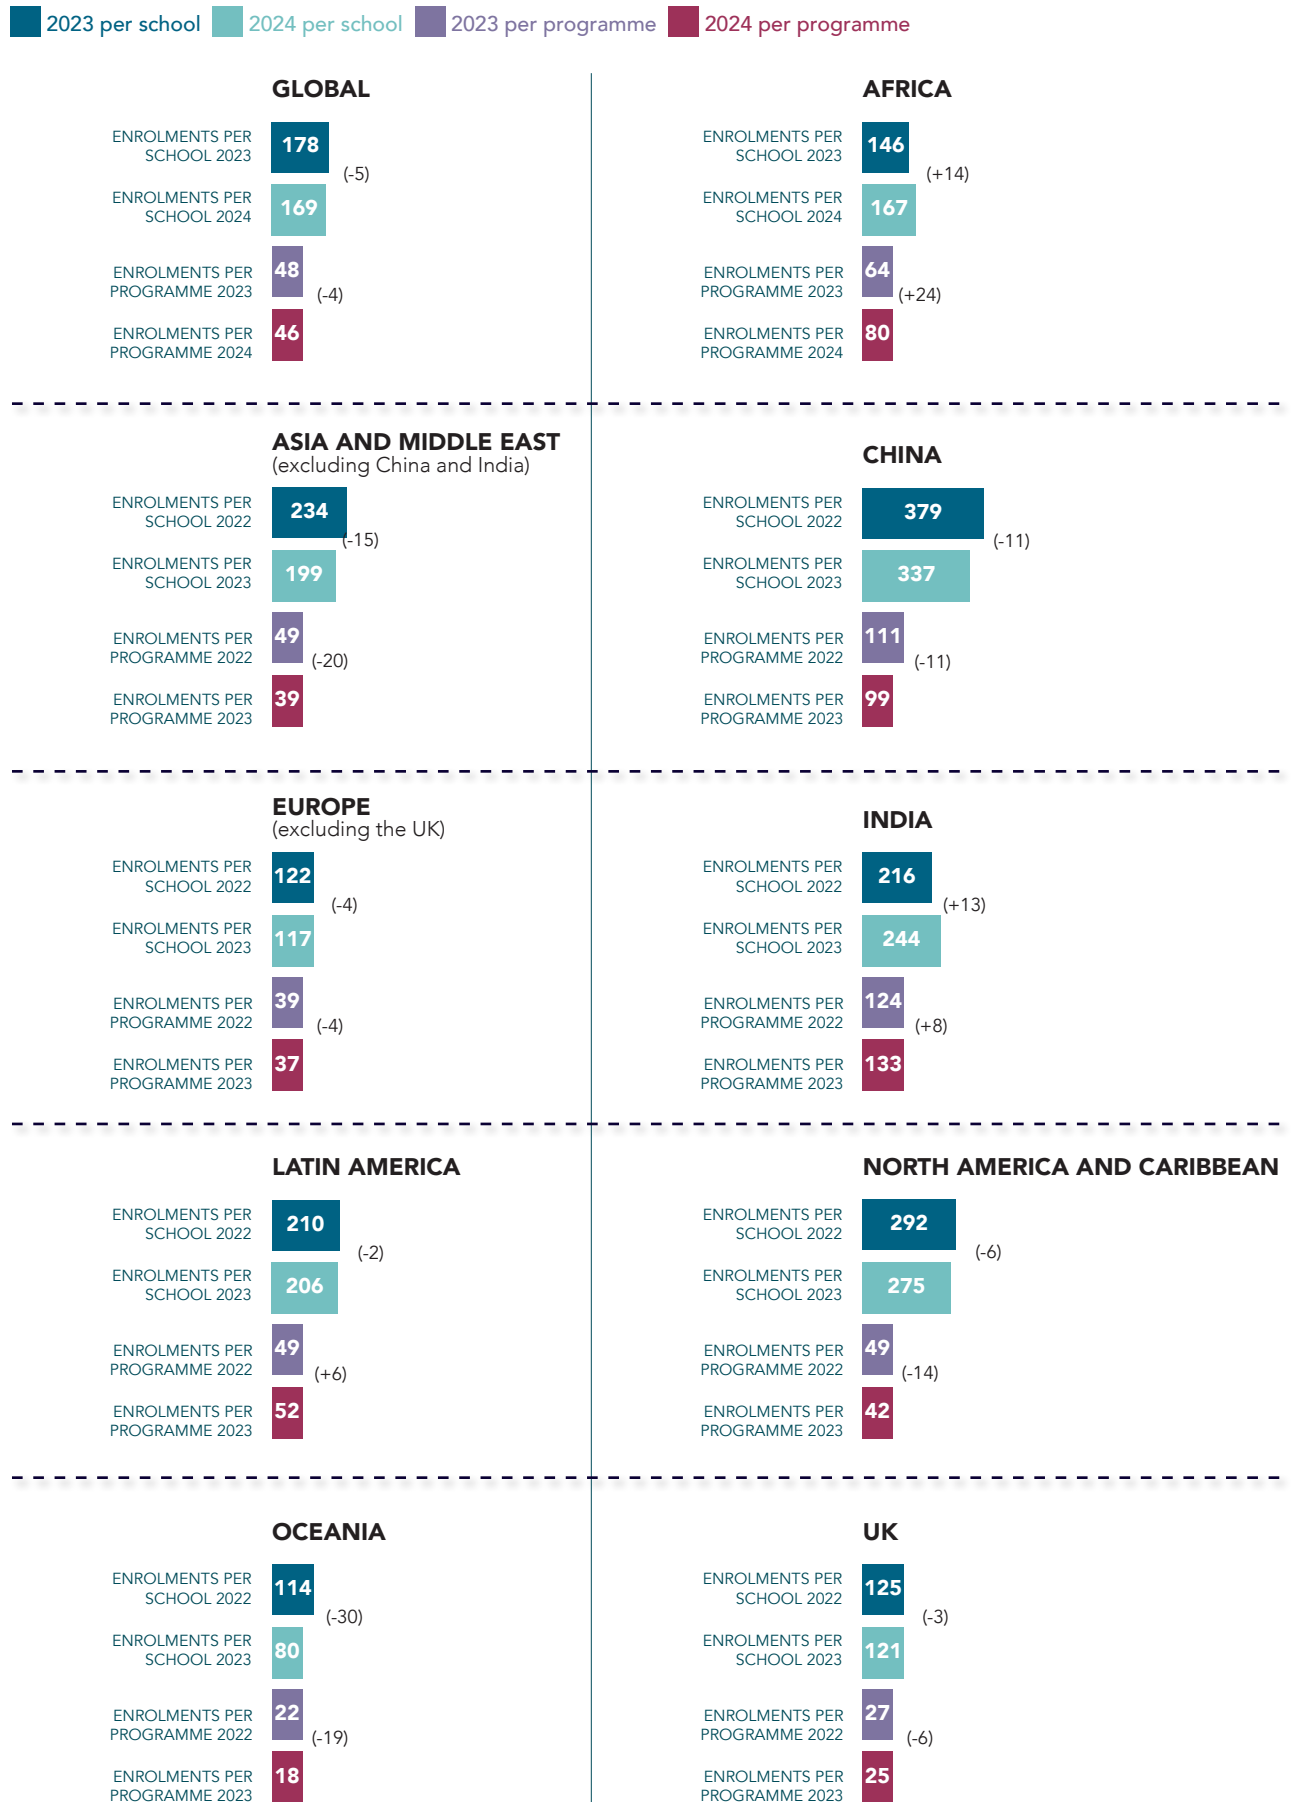 2023 per school 2024 per school 2023 per programme 2024 per programme
GLOBAL
ENROLMENTS PER
SCHOOL 2023
178
(-5)
ENROLMENTS PER
SCHOOL 2024
169
ENROLMENTS PER
PROGRAMME 2023
48
(-4)
ENROLMENTS PER
PROGRAMME 2024
46
AFRICA
ENROLMENTS PER
SCHOOL 2023
146
(+14)
ENROLMENTS PER
SCHOOL 2024
167
ENROLMENTS PER
PROGRAMME 2023
64
(+24)
ENROLMENTS PER
PROGRAMME 2024
80
ASIA AND MIDDLE EAST
(excluding China and India)
ENROLMENTS PER
SCHOOL 2022
234
(-15)
ENROLMENTS PER
SCHOOL 2023
199
ENROLMENTS PER
PROGRAMME 2022
49
(-20)
ENROLMENTS PER
PROGRAMME 2023
39
CHINA
ENROLMENTS PER
SCHOOL 2022
379
(-11)
ENROLMENTS PER
SCHOOL 2023
337
ENROLMENTS PER
PROGRAMME 2022
111
(-11)
ENROLMENTS PER
PROGRAMME 2023
99
EUROPE
(excluding the UK)
ENROLMENTS PER
SCHOOL 2022
122
(-4)
ENROLMENTS PER
SCHOOL 2023
117
ENROLMENTS PER
PROGRAMME 2022
39
(-4)
ENROLMENTS PER
PROGRAMME 2023
37
INDIA
ENROLMENTS PER
SCHOOL 2022
216
(+13)
ENROLMENTS PER
SCHOOL 2023
244
ENROLMENTS PER
PROGRAMME 2022
124
(+8)
ENROLMENTS PER
PROGRAMME 2023
133
LATIN AMERICA
ENROLMENTS PER
SCHOOL 2022
210
(-2)
ENROLMENTS PER
SCHOOL 2023
206
ENROLMENTS PER
PROGRAMME 2022
49
(+6)
ENROLMENTS PER
PROGRAMME 2023
52
NORTH AMERICA AND CARIBBEAN
ENROLMENTS PER
SCHOOL 2022
292
(-6)
ENROLMENTS PER
SCHOOL 2023
275
ENROLMENTS PER
PROGRAMME 2022
49
(-14)
ENROLMENTS PER
PROGRAMME 2023
42
OCEANIA
ENROLMENTS PER
SCHOOL 2022
114
(-30)
ENROLMENTS PER
SCHOOL 2023
80
ENROLMENTS PER
PROGRAMME 2022
22
(-19)
ENROLMENTS PER
PROGRAMME 2023
18
UK
ENROLMENTS PER
SCHOOL 2022
125
(-3)
ENROLMENTS PER
SCHOOL 2023
121
ENROLMENTS PER
PROGRAMME 2022
27
(-6)
ENROLMENTS PER
PROGRAMME 2023
25